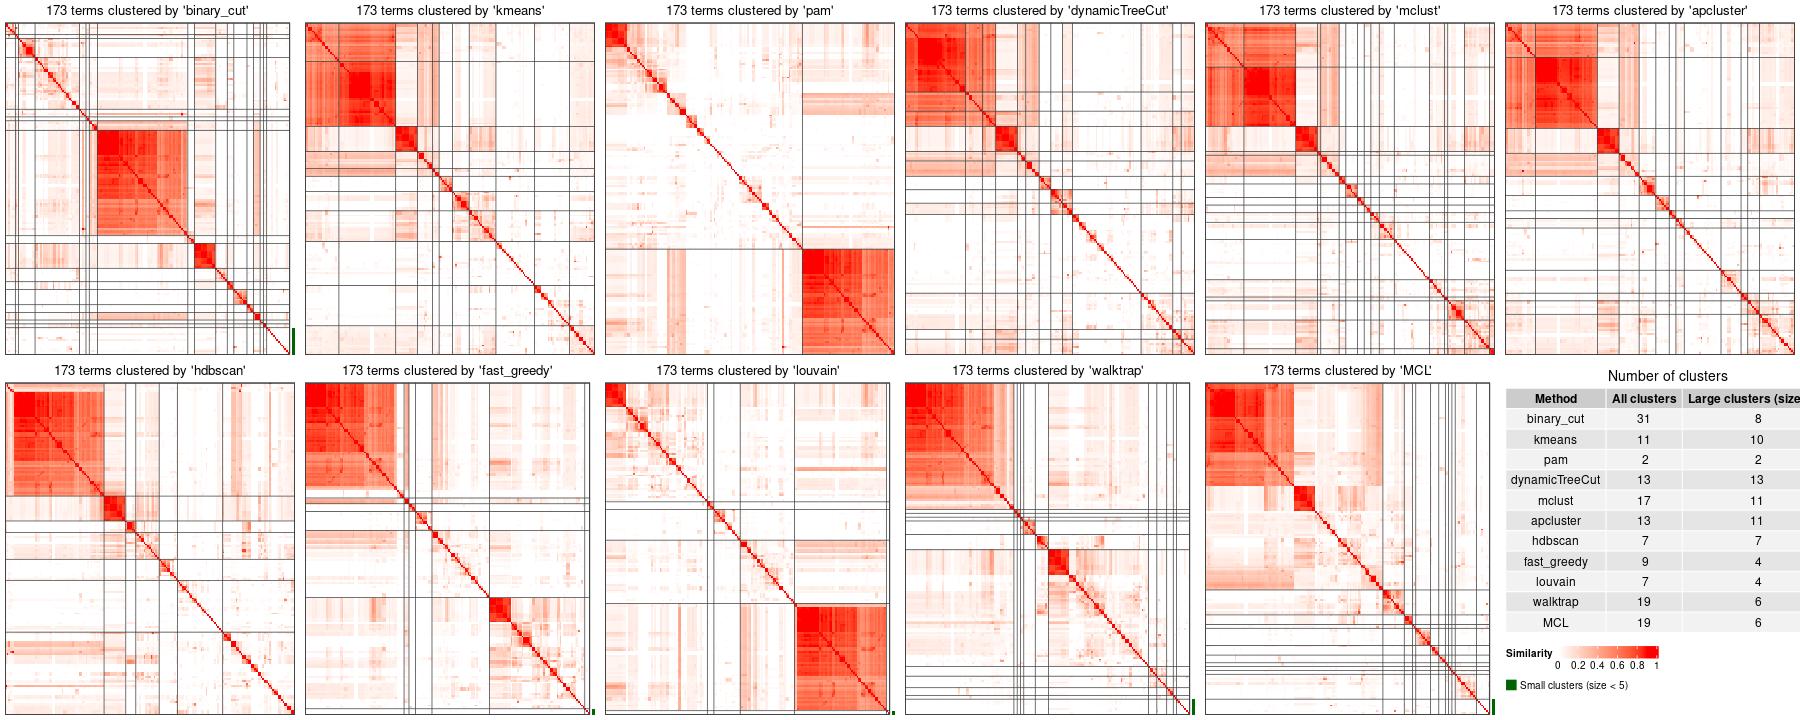 173 terms clustered by 'binary_cut'
173 terms clustered by 'kmeans'
173 terms clustered by 'pam'
173 terms clustered by 'dynamicTreeCut'
173 terms clustered by 'mclust'
173 terms clustered by 'apcluster'
173 terms clustered by 'hdbscan'
173 terms clustered by 'fast_greedy'
173 terms clustered by 'louvain'
173 terms clustered by 'walktrap'
173 terms clustered by 'MCL'
Number of clusters
Method All clusters Large clusters (size
binary_cut 31 8
kmeans 11 10
pam 2 2
dynamicTreeCut 13 13
mclust 17 11
apcluster 13 11
hdbscan 7 7
fast_greedy 9 4
louvain 7 4
walktrap 19 6
MCL 19 6
Similarity
0 0.2 0.4 0.6 0.8 1
Small clusters (size < 5)